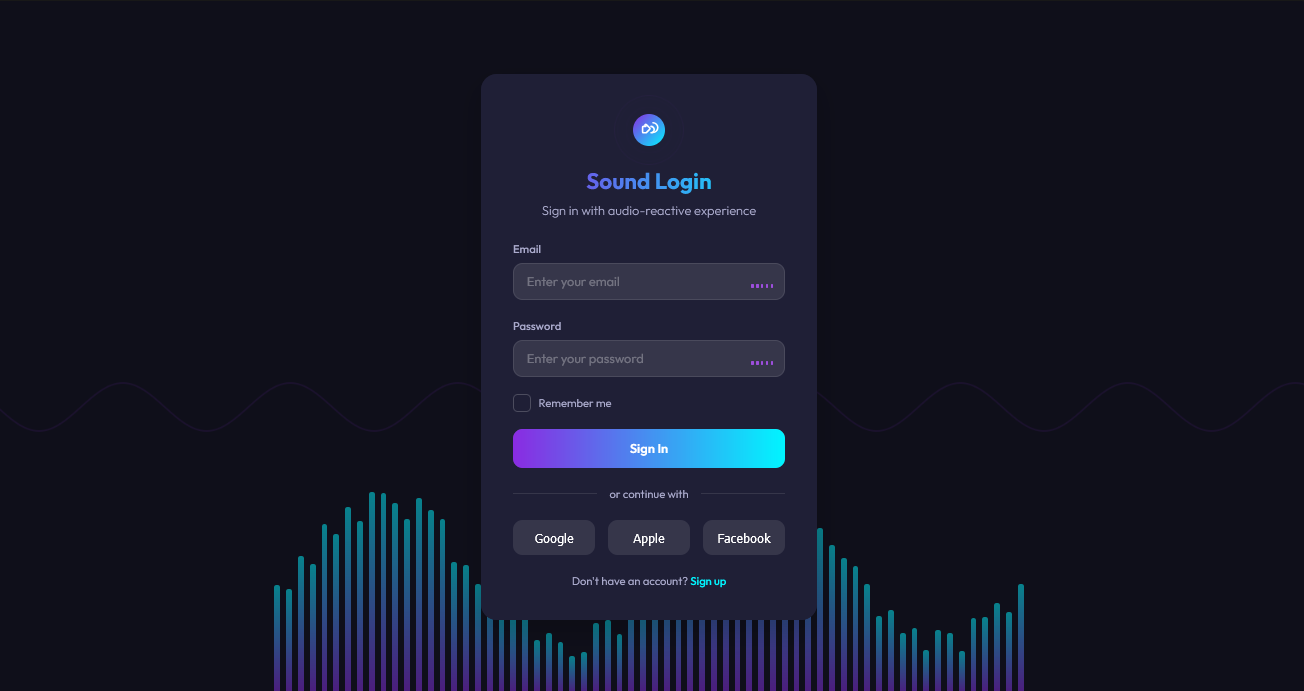 Sound Login
Sign in with audio-reactive experience
Email
Enter your email
Password
Enter your password
Remember me
Sign In
or continue with
Google Apple Facebook
Don't have an account? Sign up